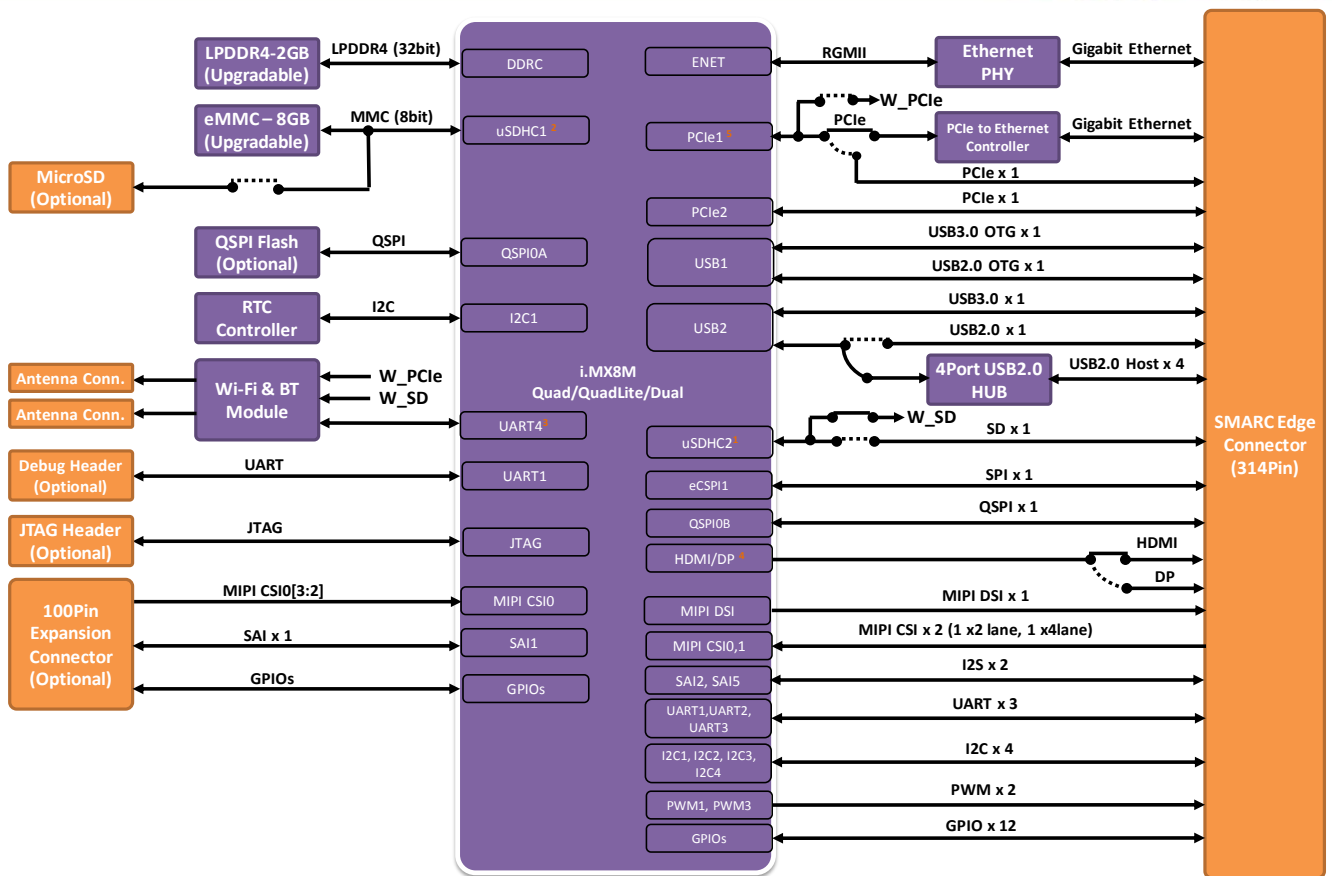 LPDDR4-2GB
(Upgradable)
LPDDR4 (32bit)
DDRC
eMMC – 8GB
(Upgradable)
MMC (8bit)
uSDHC1 2
MicroSD
(Optional)
QSPI Flash
(Optional)
QSPI
QSPI0A
RTC
Controller
I2C
I2C1
i.MX8M
Quad/QuadLite/Dual
Antenna Conn.
Antenna Conn.
Wi-Fi & BT
Module
W_PCIe
W_SD
UART4
Debug Header
(Optional)
UART
UART1
JTAG Header
(Optional)
JTAG
JTAG
100Pin
Expansion
Connector
(Optional)
MIPI CSI0[3:2]
MIPI CSI0
SAI x 1
SAI1
GPIOs
GPIOs
ENET
RGMII
Ethernet
PHY
Gigabit Ethernet
PCIe1 5
W_PCIe
PCIe
PCIe to Ethernet
Controller
Gigabit Ethernet
PCIe x 1
PCIe2
PCIe x 1
USB1
USB3.0 OTG x 1
USB2.0 OTG x 1
USB2
USB3.0 x 1
USB2.0 x 1
4Port USB2.0
HUB
USB2.0 Host x 4
uSDHC2
W_SD
SD x 1
eCSPI1
SPI x 1
QSPI0B
QSPI x 1
HDMI/DP
HDMI
DP
MIPI DSI
MIPI DSI x 1
MIPI CSI0,1
MIPI CSI x 2 (1 x2 lane, 1 x4lane)
SAI2, SAI5
I2S x 2
UART1,UART2,
UART3
UART x 3
I2C1, I2C2, I2C3,
I2C4
I2C x 4
PWM1, PWM3
PWM x 2
GPIOs
GPIO x 12
SMARC Edge
Connector
(314Pin)